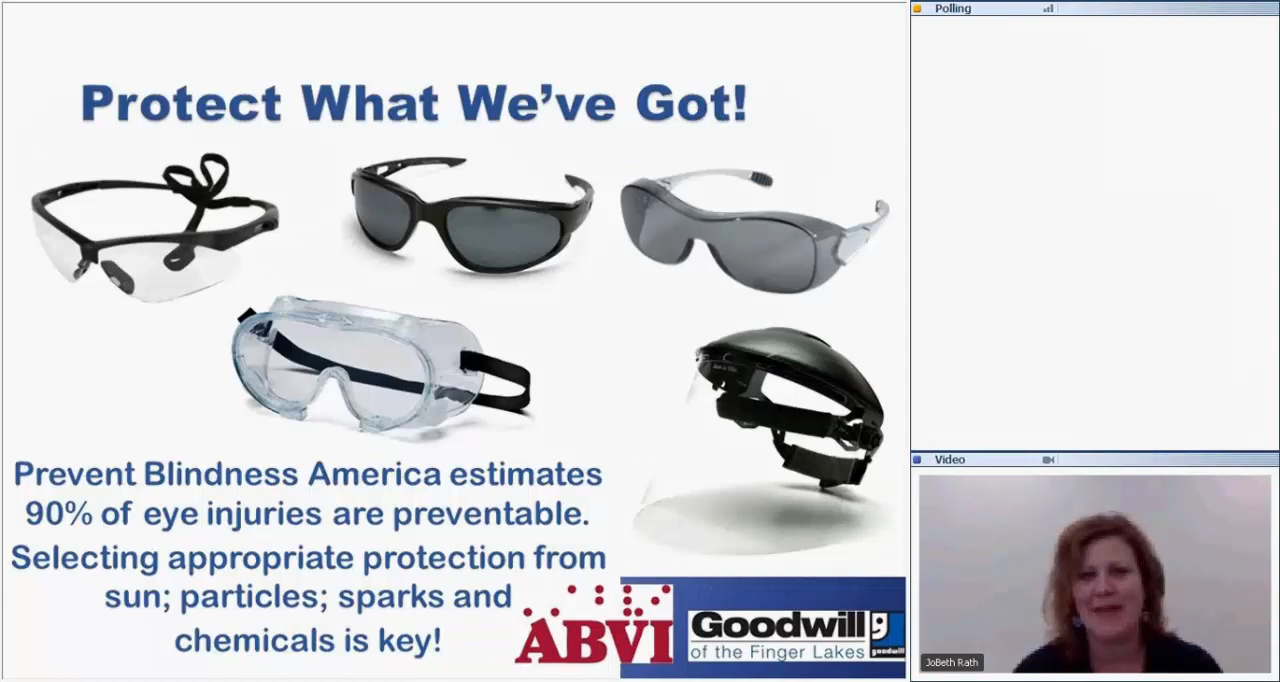 Protect What We've Got!
Prevent Blindness America estimates
90% of eye injuries are preventable.
Selecting appropriate protection from
sun; particles; sparks and
chemicals is key!
ABVI
Goodwill
of the Finger Lakes
goodwill
Polling
Video
JoBeth Rath